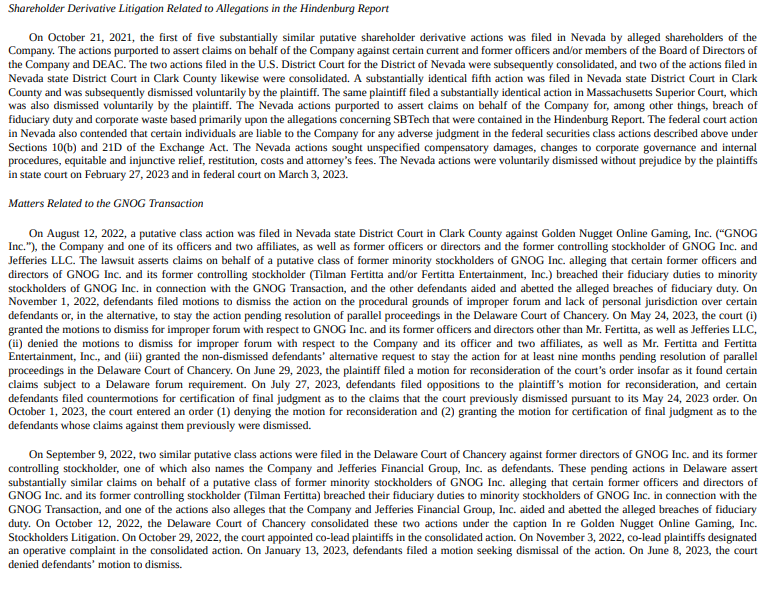 Shareholder Derivative Litigation Related to Allegations in the Hindenburg Report
On October 21, 2021, the first of five substantially similar putative shareholder derivative actions was filed in Nevada by alleged shareholders of the
Company. The actions purported to assert claims on behalf of the Company against certain current and former officers and/or members of the Board of Directors of
the Company and DEAC. The two actions filed in the U.S. District Court for the District of Nevada were subsequently consolidated, and two of the actions filed in
Nevada state District Court in Clark County likewise were consolidated. A substantially identical fifth action was filed in Nevada state District Court in Clark
County and was subsequently dismissed voluntarily by the plaintiff. The same plaintiff filed a substantially identical action in Massachusetts Superior Court, which
was also dismissed voluntarily by the plaintiff. The Nevada actions purported to assert claims on behalf of the Company for, among other things, breach of
fiduciary duty and corporate waste based primarily upon the allegations concerning SBTech that were contained in the Hindenburg Report. The federal court action
in Nevada also contended that certain individuals are liable to the Company for any adverse judgment in the federal securities class actions described above under
Sections 10(b) and 21D of the Exchange Act. The Nevada actions sought unspecified compensatory damages, changes to corporate governance and internal
procedures, equitable and injunctive relief, restitution, costs and attorney's fees. The Nevada actions were voluntarily dismissed without prejudice by the plaintiffs
in state court on February 27, 2023 and in federal court on March 3, 2023.
Matters Related to the GNOG Transaction
On August 12, 2022, a putative class action was filed in Nevada state District Court in Clark County against Golden Nugget Online Gaming, Inc. ("GNOG
Inc."), the Company and one of its officers and two affiliates, as well as former officers or directors and the former controlling stockholder of GNOG Inc. and
Jefferies LLC. The lawsuit asserts claims on behalf of a putative class of former minority stockholders of GNOG Inc. alleging that certain former officers and
directors of GNOG Inc. and its former controlling stockholder (Tilman Fertitta and/or Fertitta Entertainment, Inc.) breached their fiduciary duties to minority
stockholders of GNOG Inc. in connection with the GNOG Transaction, and the other defendants aided and abetted the alleged breaches of fiduciary duty. On
November 1, 2022, defendants filed motions to dismiss the action on the procedural grounds of improper forum and lack of personal jurisdiction over certain
defendants or, in the alternative, to stay the action pending resolution of parallel proceedings in the Delaware Court of Chancery. On May 24, 2023, the court (i)
granted the motions to dismiss for improper forum with respect to GNOG Inc. and its former officers and directors other than Mr. Fertitta, as well as Jefferies LLC,
(ii) denied the motions to dismiss for improper forum with respect to the Company and its officer and two affiliates, as well as Mr. Fertitta and Fertitta
Entertainment, Inc., and (iii) granted the non-dismissed defendants' alternative request to stay the action for at least nine months pending resolution of parallel
proceedings in the Delaware Court of Chancery. On June 29, 2023, the plaintiff filed a motion for reconsideration of the court's order insofar as it found certain
claims subject to a Delaware forum requirement. On July 27, 2023, defendants filed oppositions to the plaintiff's motion for reconsideration, and certain
defendants filed countermotions for certification of final judgment as to the claims that the court previously dismissed pursuant to its May 24, 2023 order. On
October 1, 2023, the court entered an order (1) denying the motion for reconsideration and (2) granting the motion for certification of final judgment as to the
defendants whose claims against them previously were dismissed.
On September 9, 2022, two similar putative class actions were filed in the Delaware Court of Chancery against former directors of GNOG Inc. and its former
controlling stockholder, one of which also names the Company and Jefferies Financial Group, Inc. as defendants. These pending actions in Delaware assert
substantially similar claims on behalf of a putative class of former minority stockholders of GNOG Inc. alleging that certain former officers and directors of
GNOG Inc. and its former controlling stockholder (Tilman Fertitta) breached their fiduciary duties to minority stockholders of GNOG Inc. in connection with the
GNOG Transaction, and one of the actions also alleges that the Company and Jefferies Financial Group, Inc. aided and abetted the alleged breaches of fiduciary
duty. On October 12, 2022, the Delaware Court of Chancery consolidated these two actions under the caption In re Golden Nugget Online Gaming, Inc.
Stockholders Litigation. On October 29, 2022, the court appointed co-lead plaintiffs in the consolidated action. On November 3, 2022, co-lead plaintiffs designated
an operative complaint in the consolidated action. On January 13, 2023, defendants filed a motion seeking dismissal of the action. On June 8, 2023, the court
denied defendants' motion to dismiss.